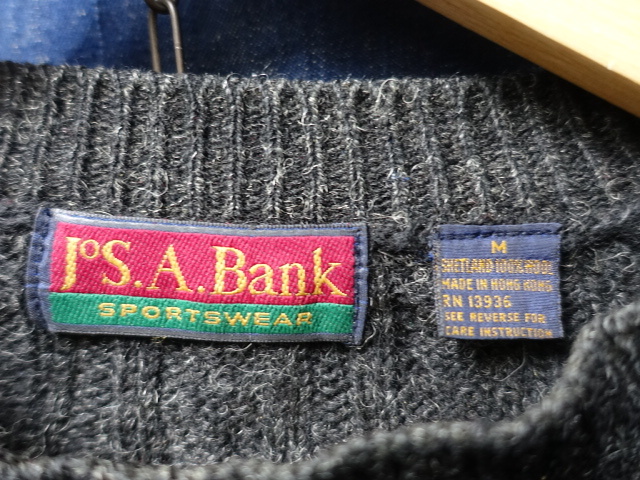 JoS.A.Bank
SPORTSWEAR
M
SHETLAND 100% WOOL
MADE IN HONG KONG
RN 13936
SEE REVERSE FOR
CARE INSTRUCTION